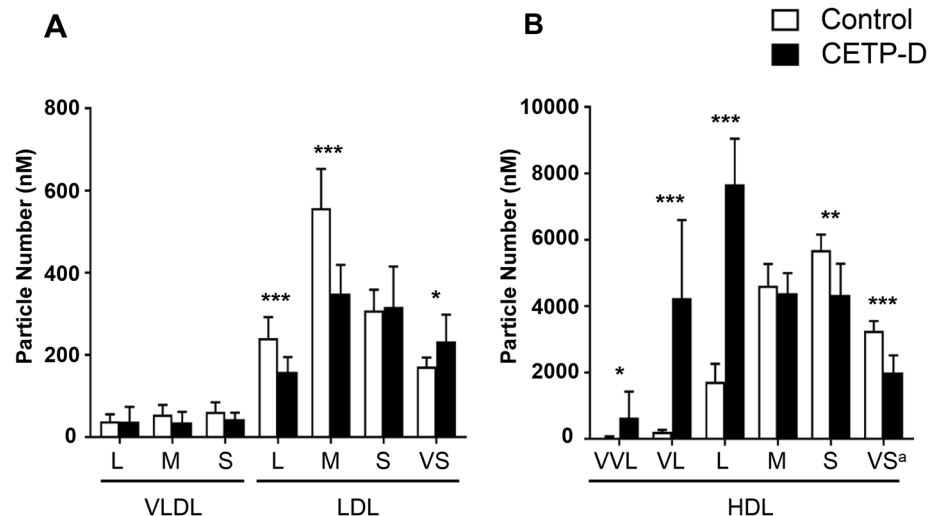 A
Particle Number (nM)
800
600
400
200
0
***
***
*
L M S L M S VS
VLDL LDL
B
Control
CETP-D
Particle Number (nM)
10000
8000
6000
4000
2000
0
*
***
***
**
***
VVL VL L M S VSᵃ
HDL